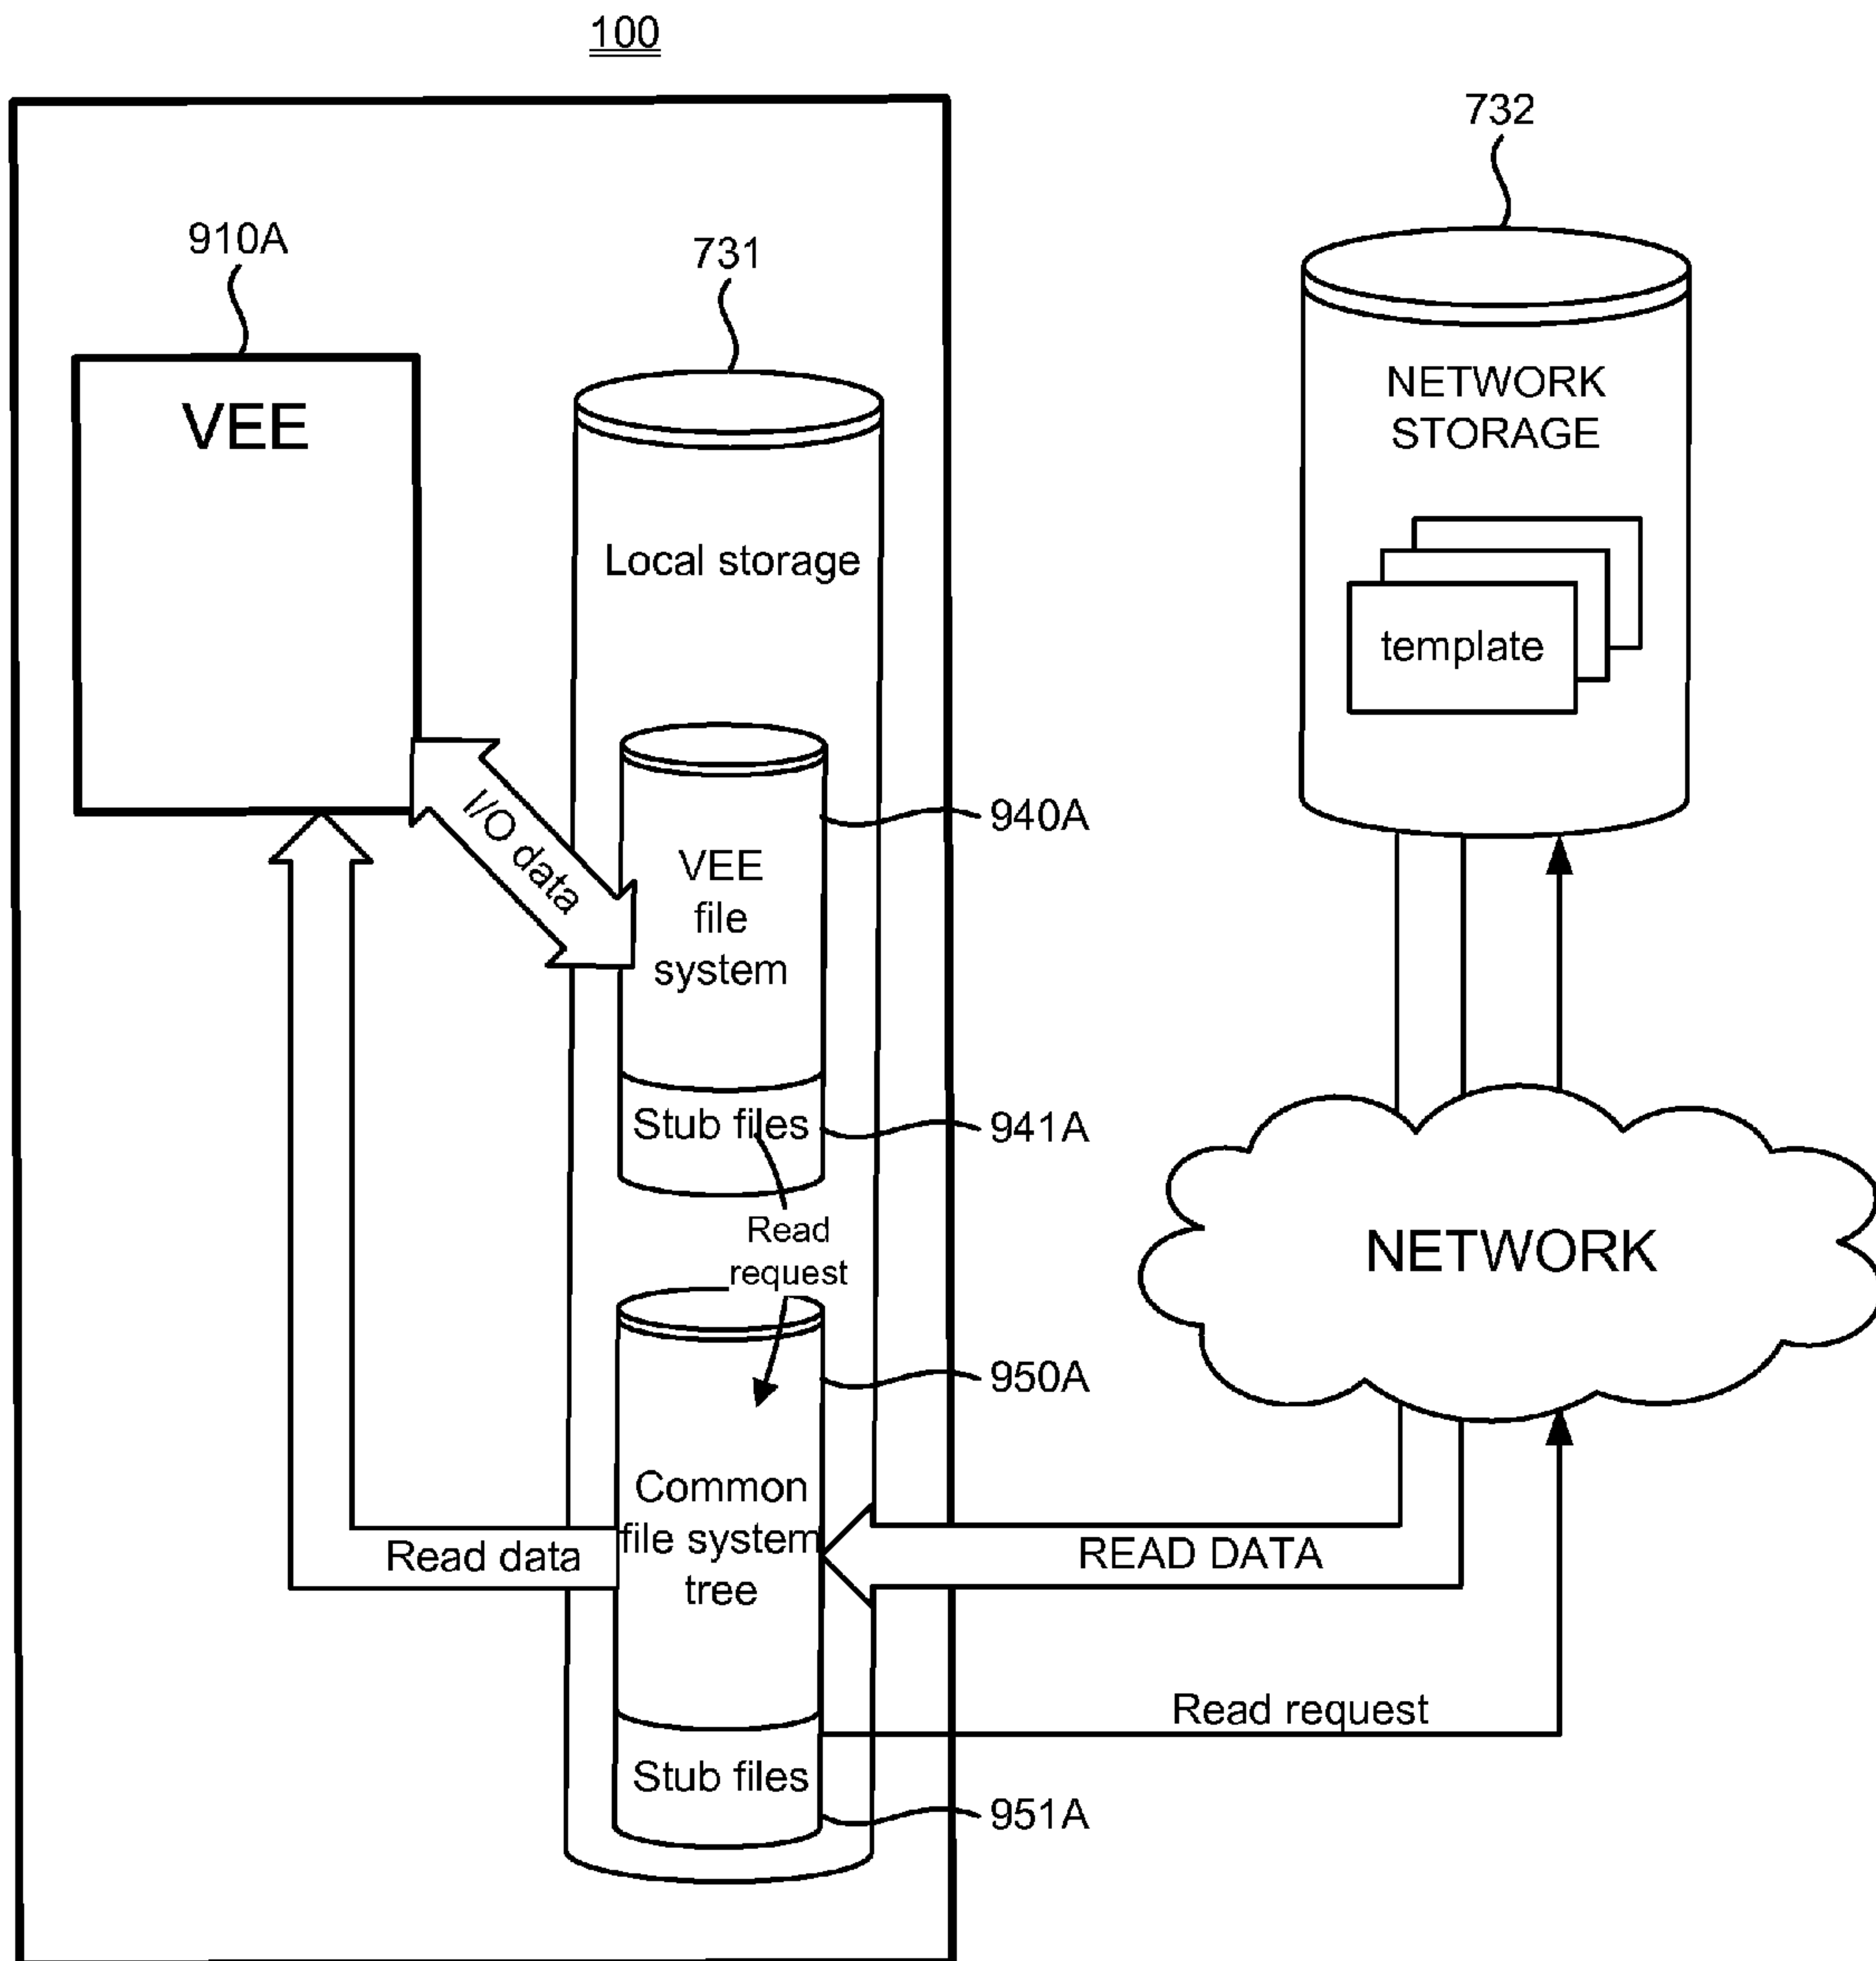 100
732
910A
731
VEE
NETWORK
STORAGE
Local storage
template
I/O data
940A
VEE
file
system
Stub files
941A
Read
request
NETWORK
950A
Common
file system
tree
Read data
READ DATA
Read request
Stub files
951A